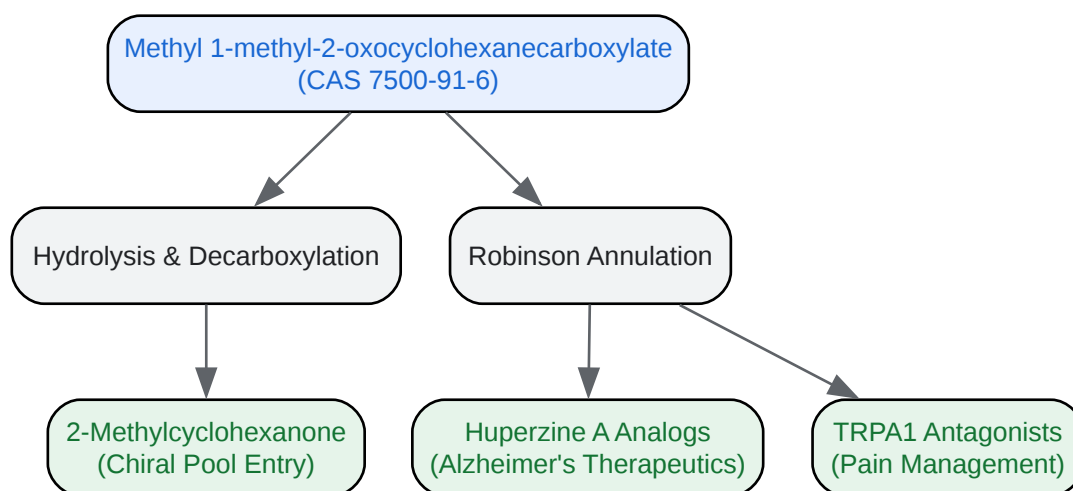 Methyl 1-methyl-2-oxocyclohexanecarboxylate
(CAS 7500-91-6)
Hydrolysis & Decarboxylation
Robinson Annulation
2-Methylcyclohexanone
(Chiral Pool Entry)
Huperzine A Analogs
(Alzheimer's Therapeutics)
TRPA1 Antagonists
(Pain Management)